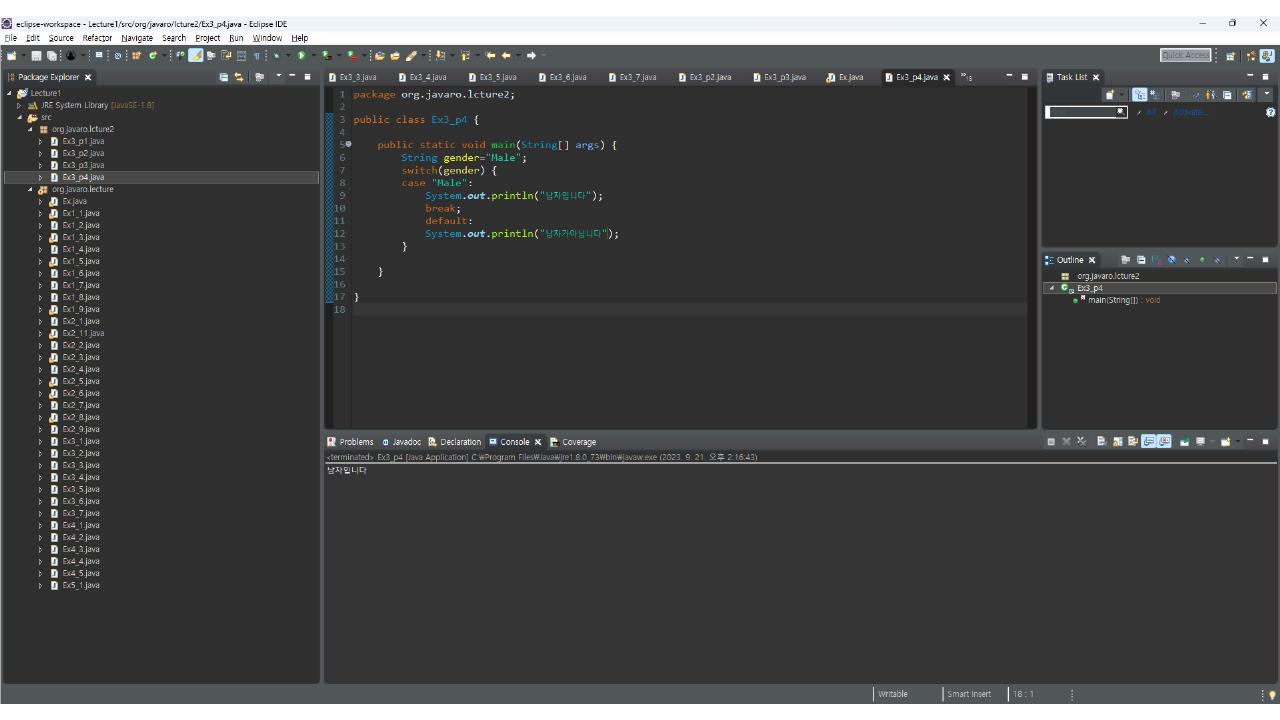 eclipse-workspace - Lecture1/src/org/javaro/lcture2/Ex3_p4.java - Eclipse IDE
File Edit Source Refactor Navigate Search Project Run Window Help
Quick Access
Package Explorer
Lecture1
JRE System Library [JavaSE-1.8]
src
org.javaro.lcture2
Ex3_p1.java
Ex3_p2.java
Ex3_p3.java
Ex3_p4.java
org.javaro.lecture
Ex.java
Ex1_1.java
Ex1_2.java
Ex1_3.java
Ex1_4.java
Ex1_5.java
Ex1_6.java
Ex1_7.java
Ex1_8.java
Ex1_9.java
Ex2_1.java
Ex2_11.java
Ex2_2.java
Ex2_3.java
Ex2_4.java
Ex2_5.java
Ex2_6.java
Ex2_7.java
Ex2_8.java
Ex2_9.java
Ex3_1.java
Ex3_2.java
Ex3_3.java
Ex3_4.java
Ex3_5.java
Ex3_6.java
Ex3_7.java
Ex4_1.java
Ex4_2.java
Ex4_3.java
Ex4_4.java
Ex4_5.java
Ex5_1.java
Ex3_3.java Ex3_4.java Ex3_5.java Ex3_6.java Ex3_7.java Ex3_p2.java Ex3_p3.java Ex.java Ex3_p4.java »18
1 package org.javaro.lcture2;
2
3 public class Ex3_p4 {
4
5 public static void main(String[] args) {
6 String gender="Male";
7 switch(gender) {
8 case "Male":
9 System.out.println("남자입니다");
10 break;
11 default:
12 System.out.println("남자가아닙니다");
13 }
14
15 }
16
17 }
18
Problems Javadoc Declaration Console Coverage
<terminated> Ex3_p4 [Java Application] C:₩Program Files₩Java₩jre1.8.0_73₩bin₩javaw.exe (2023. 9. 21. 오후 2:16:43)
남자입니다
Task List
All Activate...
Outline
org.javaro.lcture2
Ex3_p4
main(String[]) : void
Writable Smart Insert 18 : 1